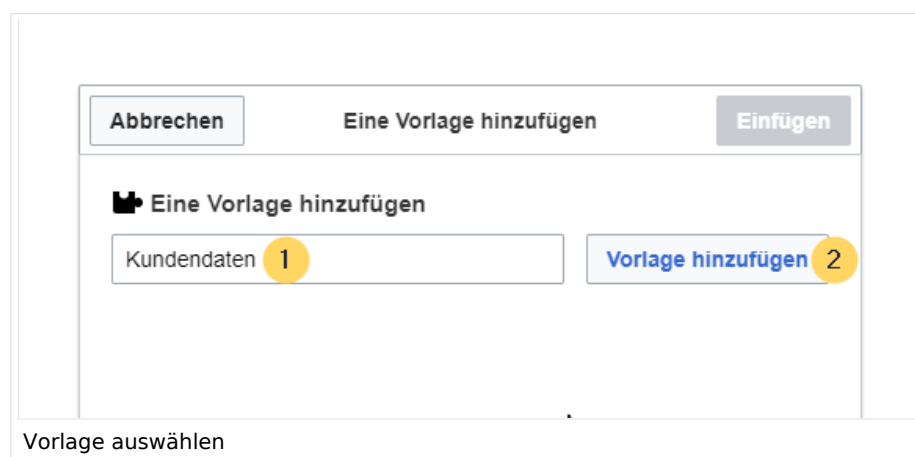 Abbrechen Eine Vorlage hinzufügen Einfügen
Eine Vorlage hinzufügen
Kundendaten 1 Vorlage hinzufügen 2
Vorlage auswählen